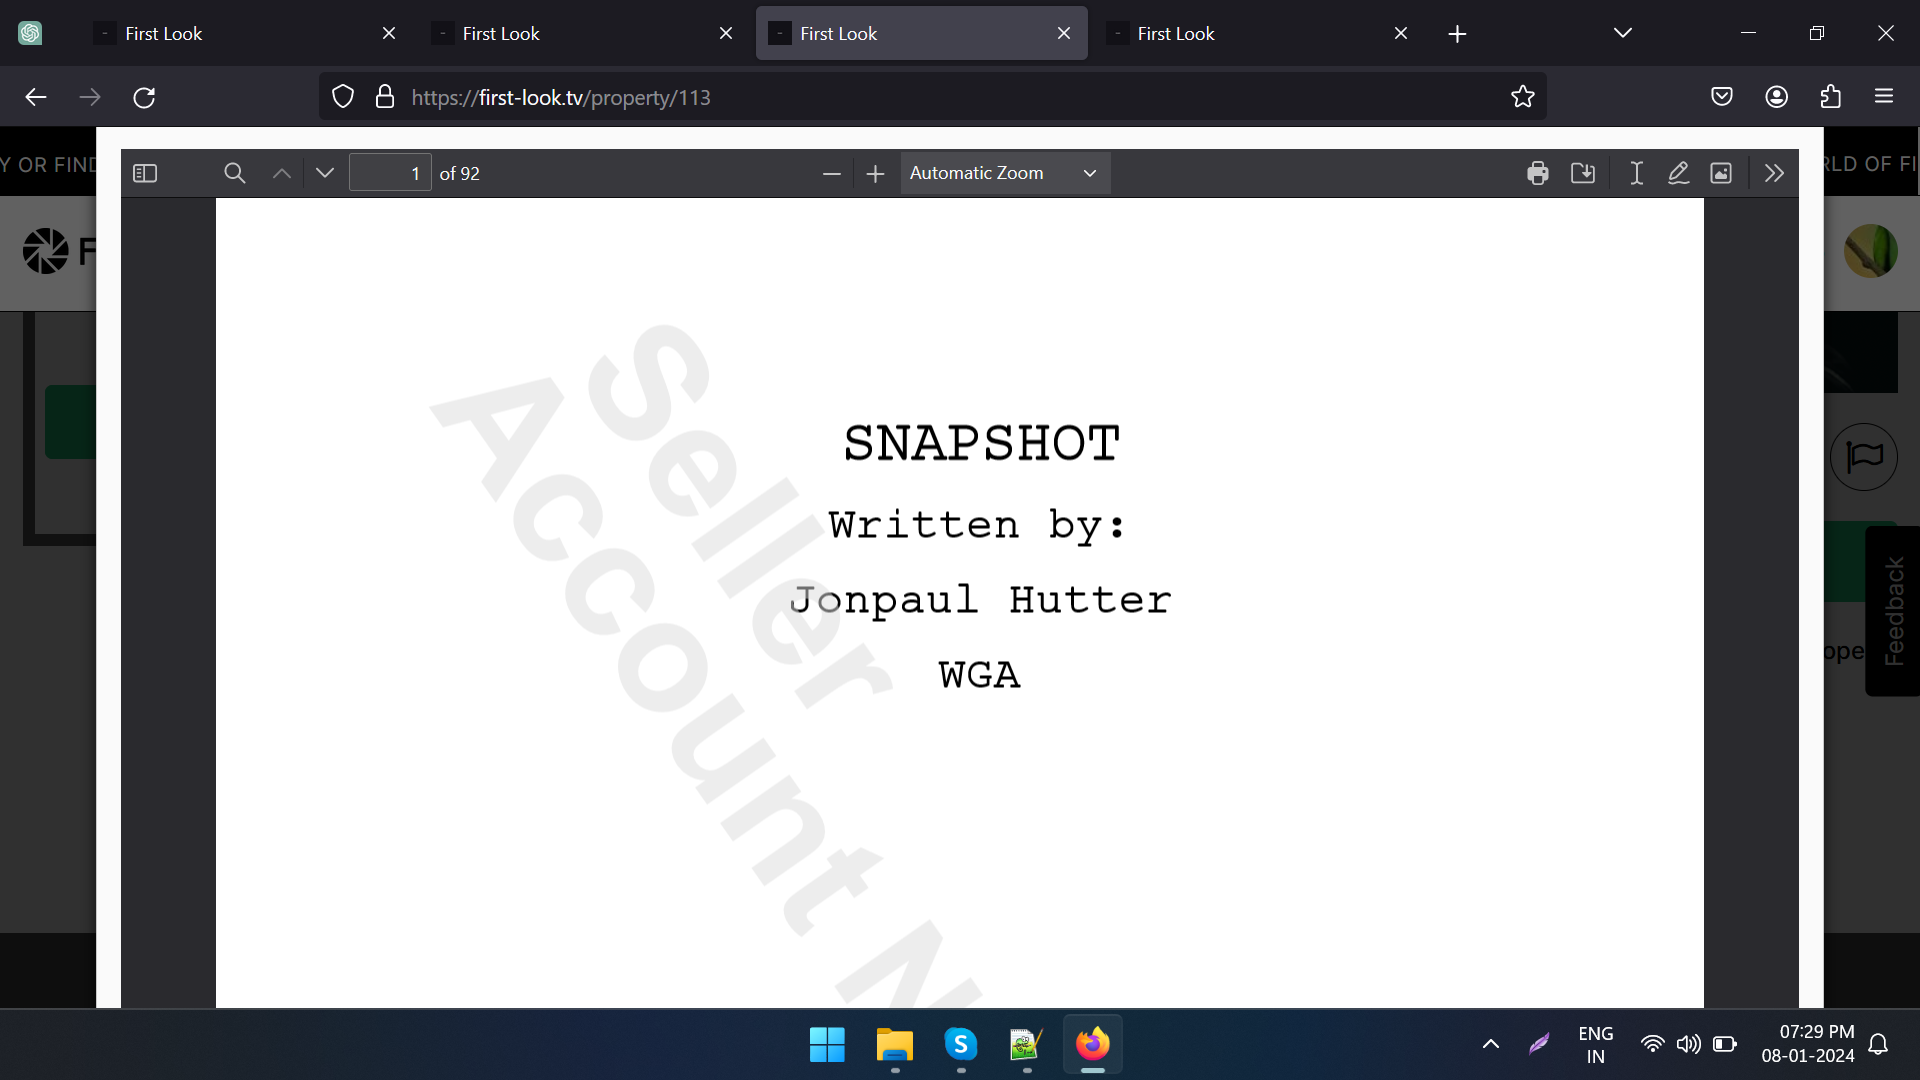 First Look
First Look
First Look
First Look
https://first-look.tv/property/113
Y OR FIND
RLD OF FI
1 of 92
Automatic Zoom
F
SNAPSHOT
Written by:
Jonpaul Hutter
WGA
Seller
Account N
Feedback
ope
ENG
IN
07:29 PM
08-01-2024